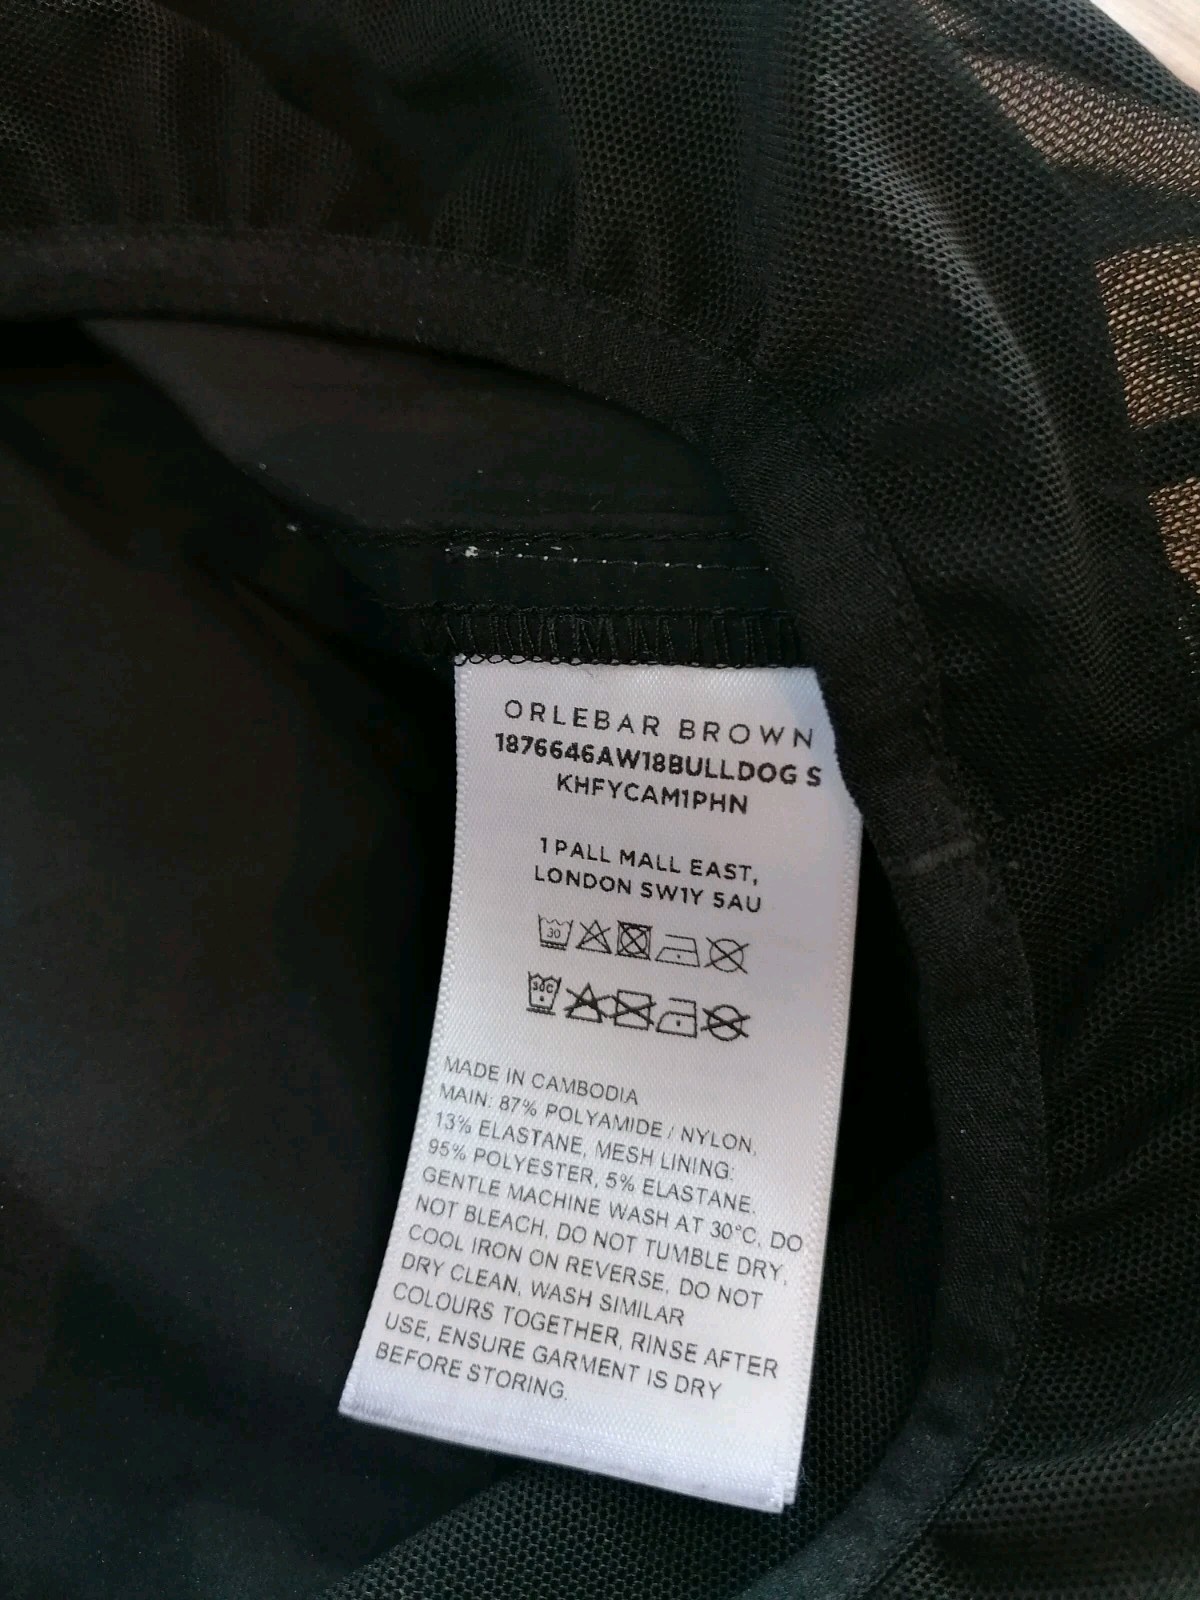 ORLEBAR BROWN
1876646AW18BULLDOG S
KHFYCAM1PHN
1 PALL MALL EAST,
LONDON SW1Y 5AU
30
30C
MADE IN CAMBODIA
MAIN: 87% POLYAMIDE / NYLON,
13% ELASTANE, MESH LINING:
95% POLYESTER, 5% ELASTANE.
GENTLE MACHINE WASH AT 30°C, DO
NOT BLEACH, DO NOT TUMBLE DRY,
COOL IRON ON REVERSE, DO NOT
DRY CLEAN, WASH SIMILAR
COLOURS TOGETHER, RINSE AFTER
USE, ENSURE GARMENT IS DRY
BEFORE STORING.